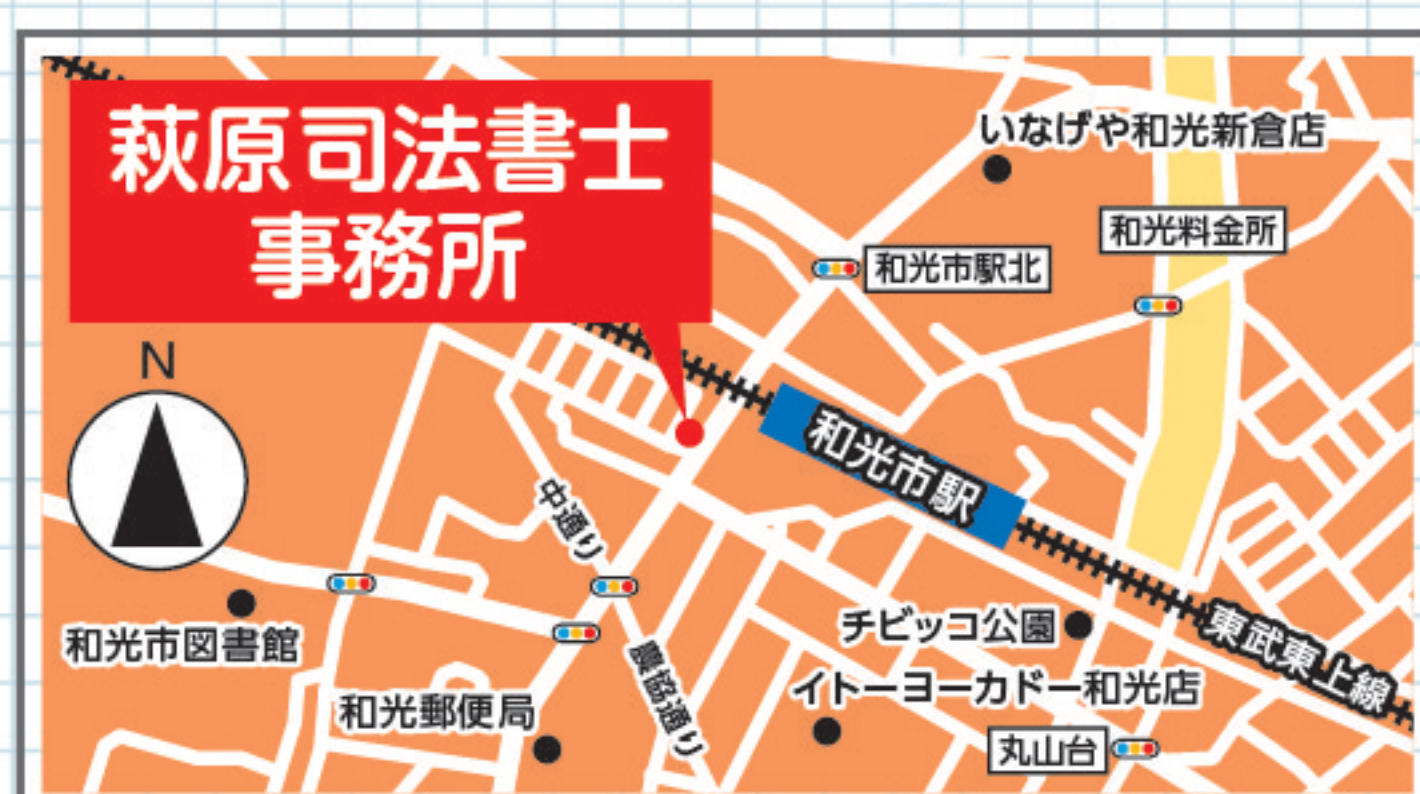 萩原司法書士
事務所
いなげや和光新倉店
和光料金所
和光市駅北
N
和光市駅
中通り
和光市図書館
チビッコ公園
東武東上線
農協通り
イトーヨーカドー和光店
和光郵便局
丸山台